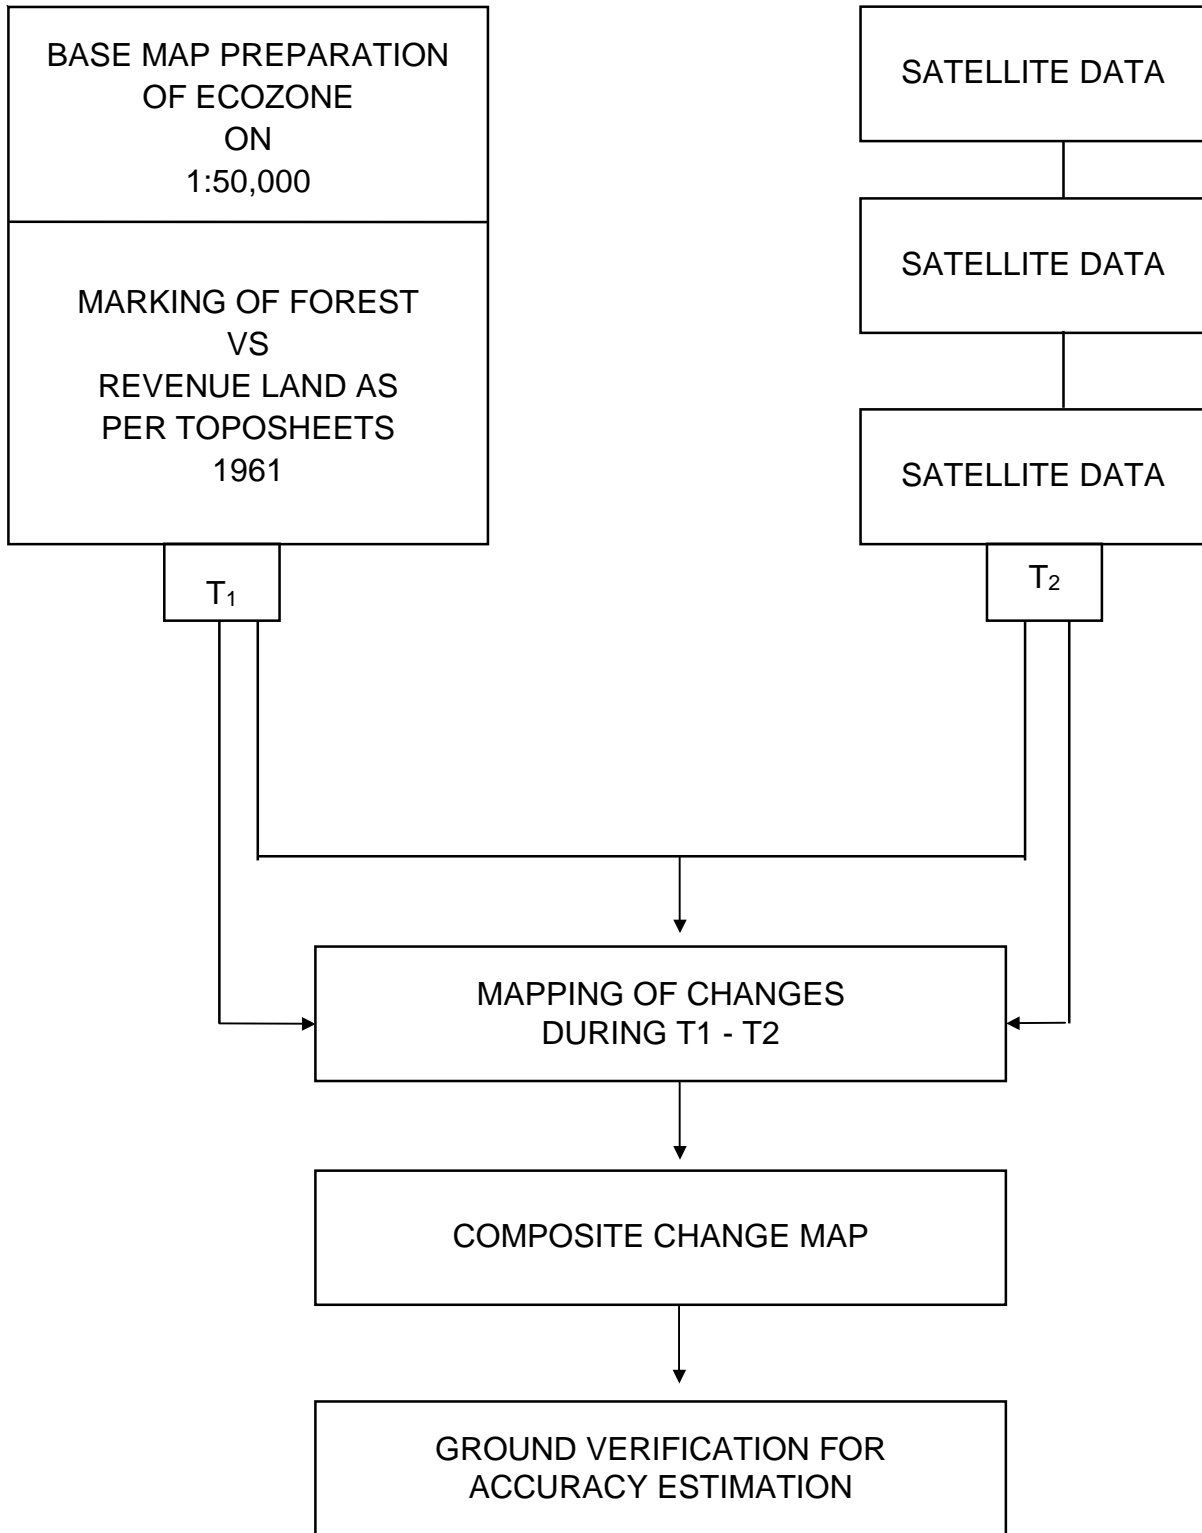 BASE MAP PREPARATION
OF ECOZONE
ON
1:50,000
MARKING OF FOREST
VS
REVENUE LAND AS
PER TOPOSHEETS
1961
T₁
SATELLITE DATA
SATELLITE DATA
SATELLITE DATA
T₂
MAPPING OF CHANGES
DURING T1 - T2
COMPOSITE CHANGE MAP
GROUND VERIFICATION FOR
ACCURACY ESTIMATION